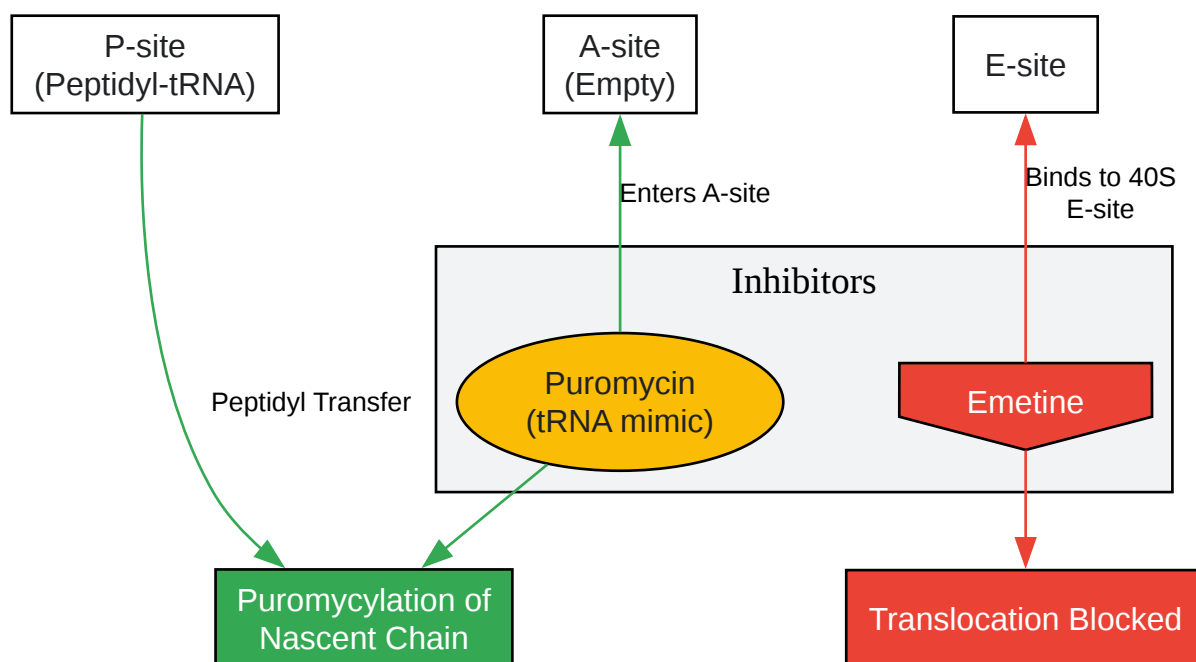 P-site
(Peptidyl-tRNA)
A-site
(Empty)
E-site
Enters A-site
Binds to 40S
E-site
Inhibitors
Peptidyl Transfer
Puromycin
(tRNA mimic)
Emetine
Puromycylation of
Nascent Chain
Translocation Blocked